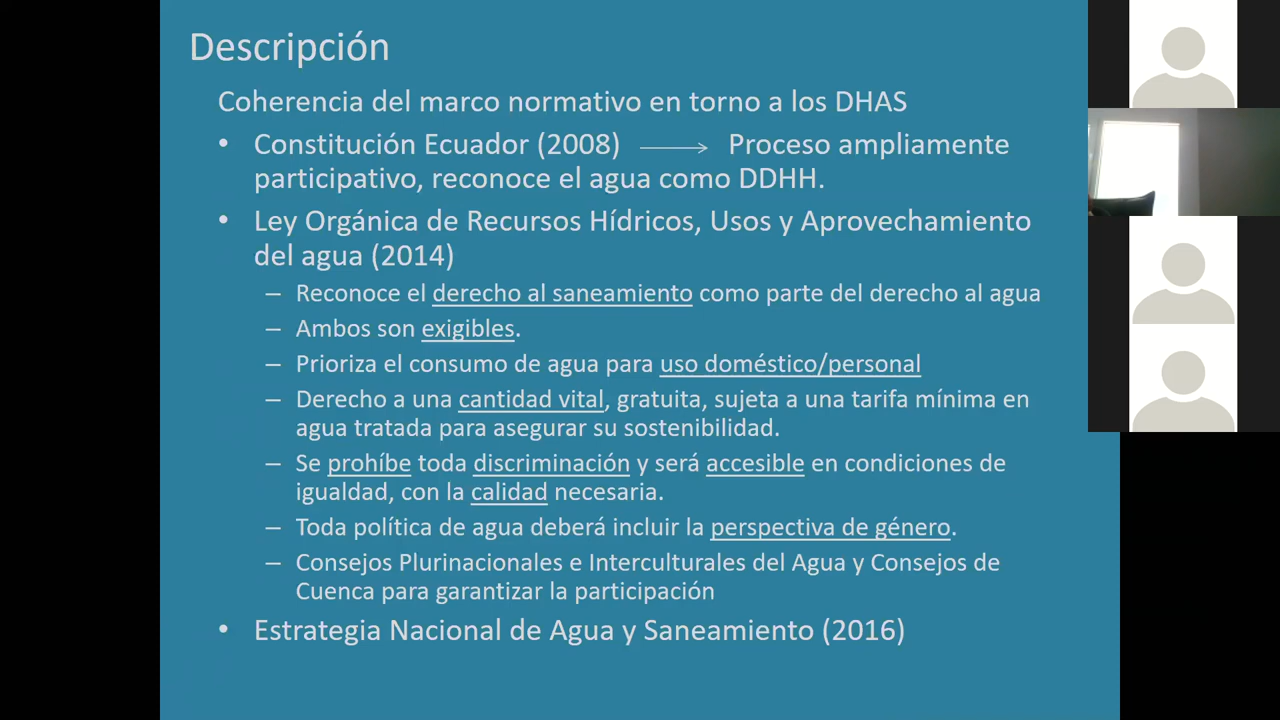 Descripción
Coherencia del marco normativo en torno a los DHAS
• Constitución Ecuador (2008) → Proceso ampliamente
participativo, reconoce el agua como DDHH.
• Ley Orgánica de Recursos Hídricos, Usos y Aprovechamiento
del agua (2014)
– Reconoce el derecho al saneamiento como parte del derecho al agua
– Ambos son exigibles.
– Prioriza el consumo de agua para uso doméstico/personal
– Derecho a una cantidad vital, gratuita, sujeta a una tarifa mínima en
agua tratada para asegurar su sostenibilidad.
– Se prohíbe toda discriminación y será accesible en condiciones de
igualdad, con la calidad necesaria.
– Toda política de agua deberá incluir la perspectiva de género.
– Consejos Plurinacionales e Interculturales del Agua y Consejos de
Cuenca para garantizar la participación
• Estrategia Nacional de Agua y Saneamiento (2016)